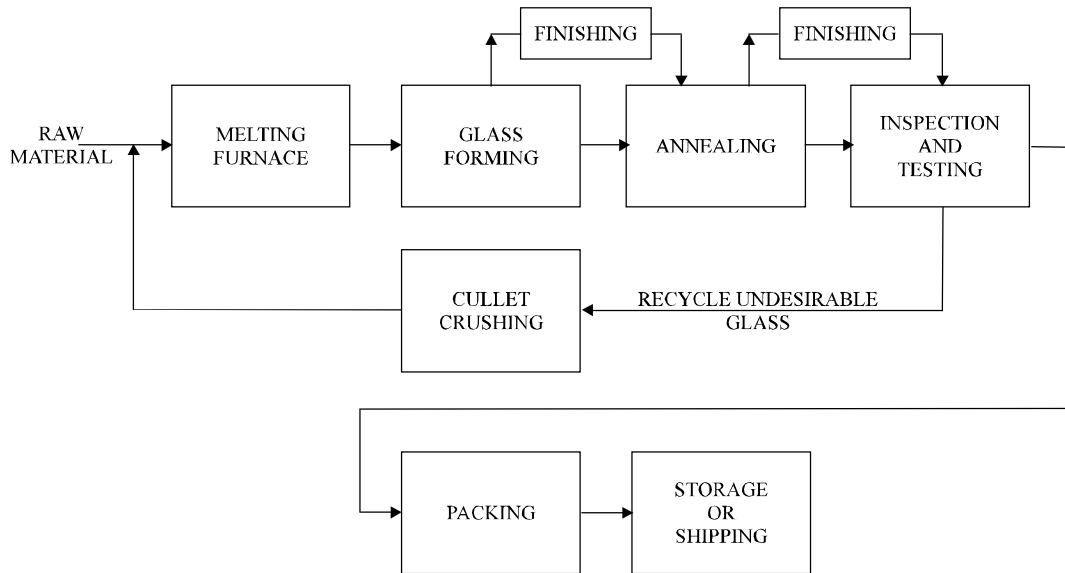 FINISHING
FINISHING
RAW
MATERIAL
MELTING
FURNACE
GLASS
FORMING
ANNEALING
INSPECTION
AND
TESTING
CULLET
CRUSHING
RECYCLE UNDESIRABLE
GLASS
PACKING
STORAGE
OR
SHIPPING